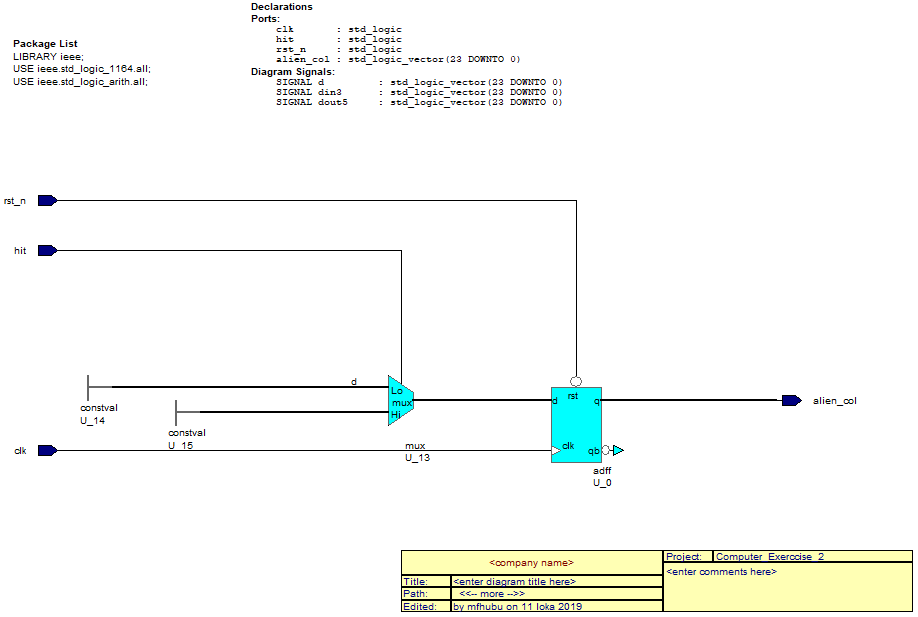 Declarations
Ports:
clk : std_logic
hit : std_logic
rst_n : std_logic
alien_col : std_logic_vector(23 DOWNTO 0)
Diagram Signals:
SIGNAL d : std_logic_vector(23 DOWNTO 0)
SIGNAL din3 : std_logic_vector(23 DOWNTO 0)
SIGNAL dout5 : std_logic_vector(23 DOWNTO 0)
Package List
LIBRARY ieee;
USE ieee.std_logic_1164.all;
USE ieee.std_logic_arith.all;
rst_n
hit
d
constval
U_14
constval
U_15
clk
Lo
mux
Hi
mux
U_13
rst
d
q
clk
qb
adff
U_0
alien_col
<company name>
Title: <enter diagram title here>
Path: <<-- more -->>
Edited: by mfhubu on 11 loka 2019
Project: Computer_Exercise_2
<enter comments here>